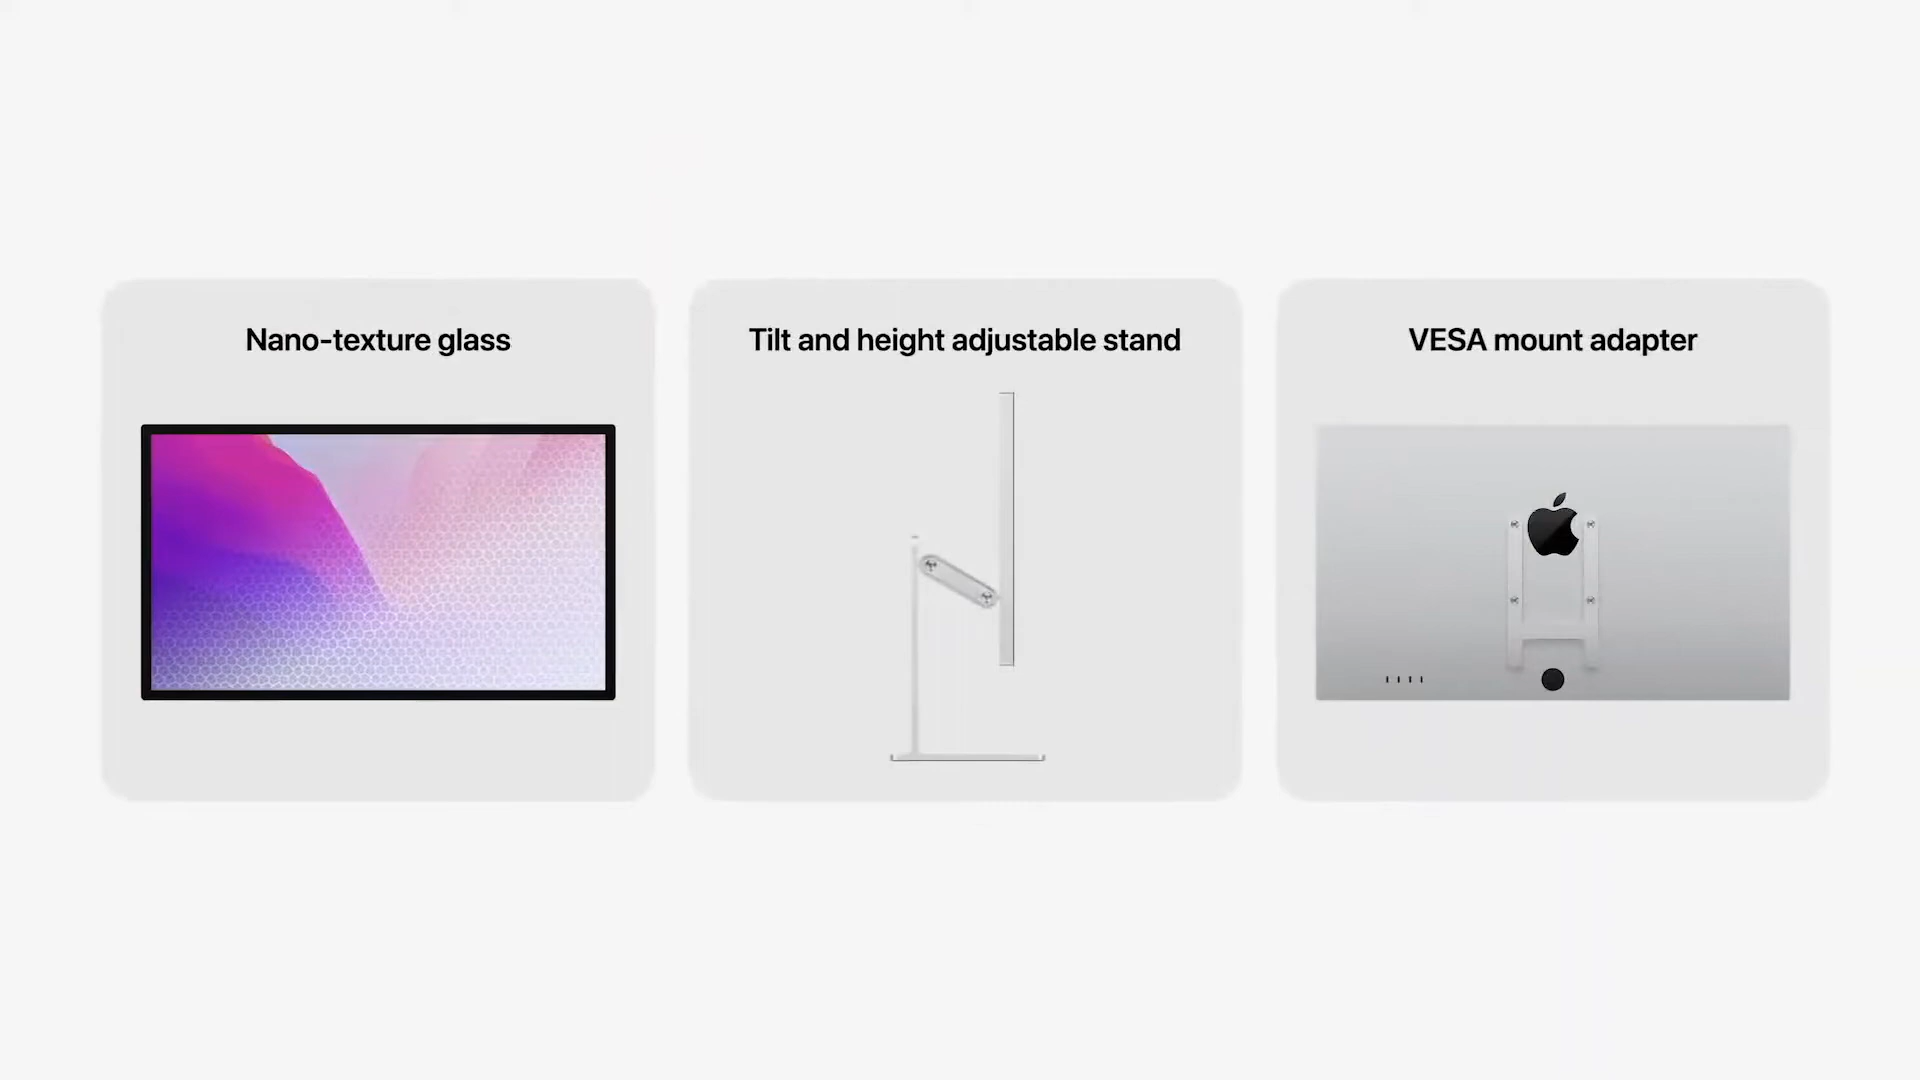 Nano-texture glass
Tilt and height adjustable stand
VESA mount adapter